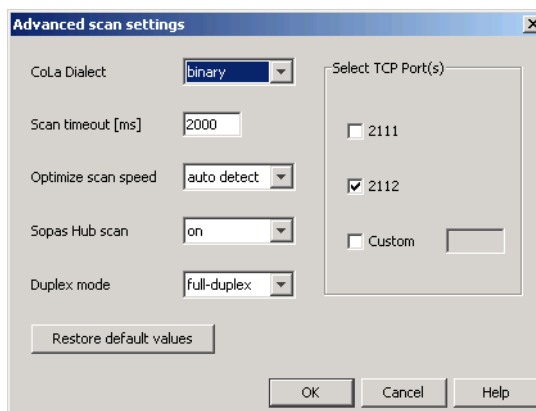 Advanced scan settings
CoLa Dialect
binary
Scan timeout [ms]
2000
Optimize scan speed
auto detect
Sopas Hub scan
on
Duplex mode
full-duplex
Restore default values
Select TCP Port(s)
2111
2112
Custom
OK
Cancel
Help